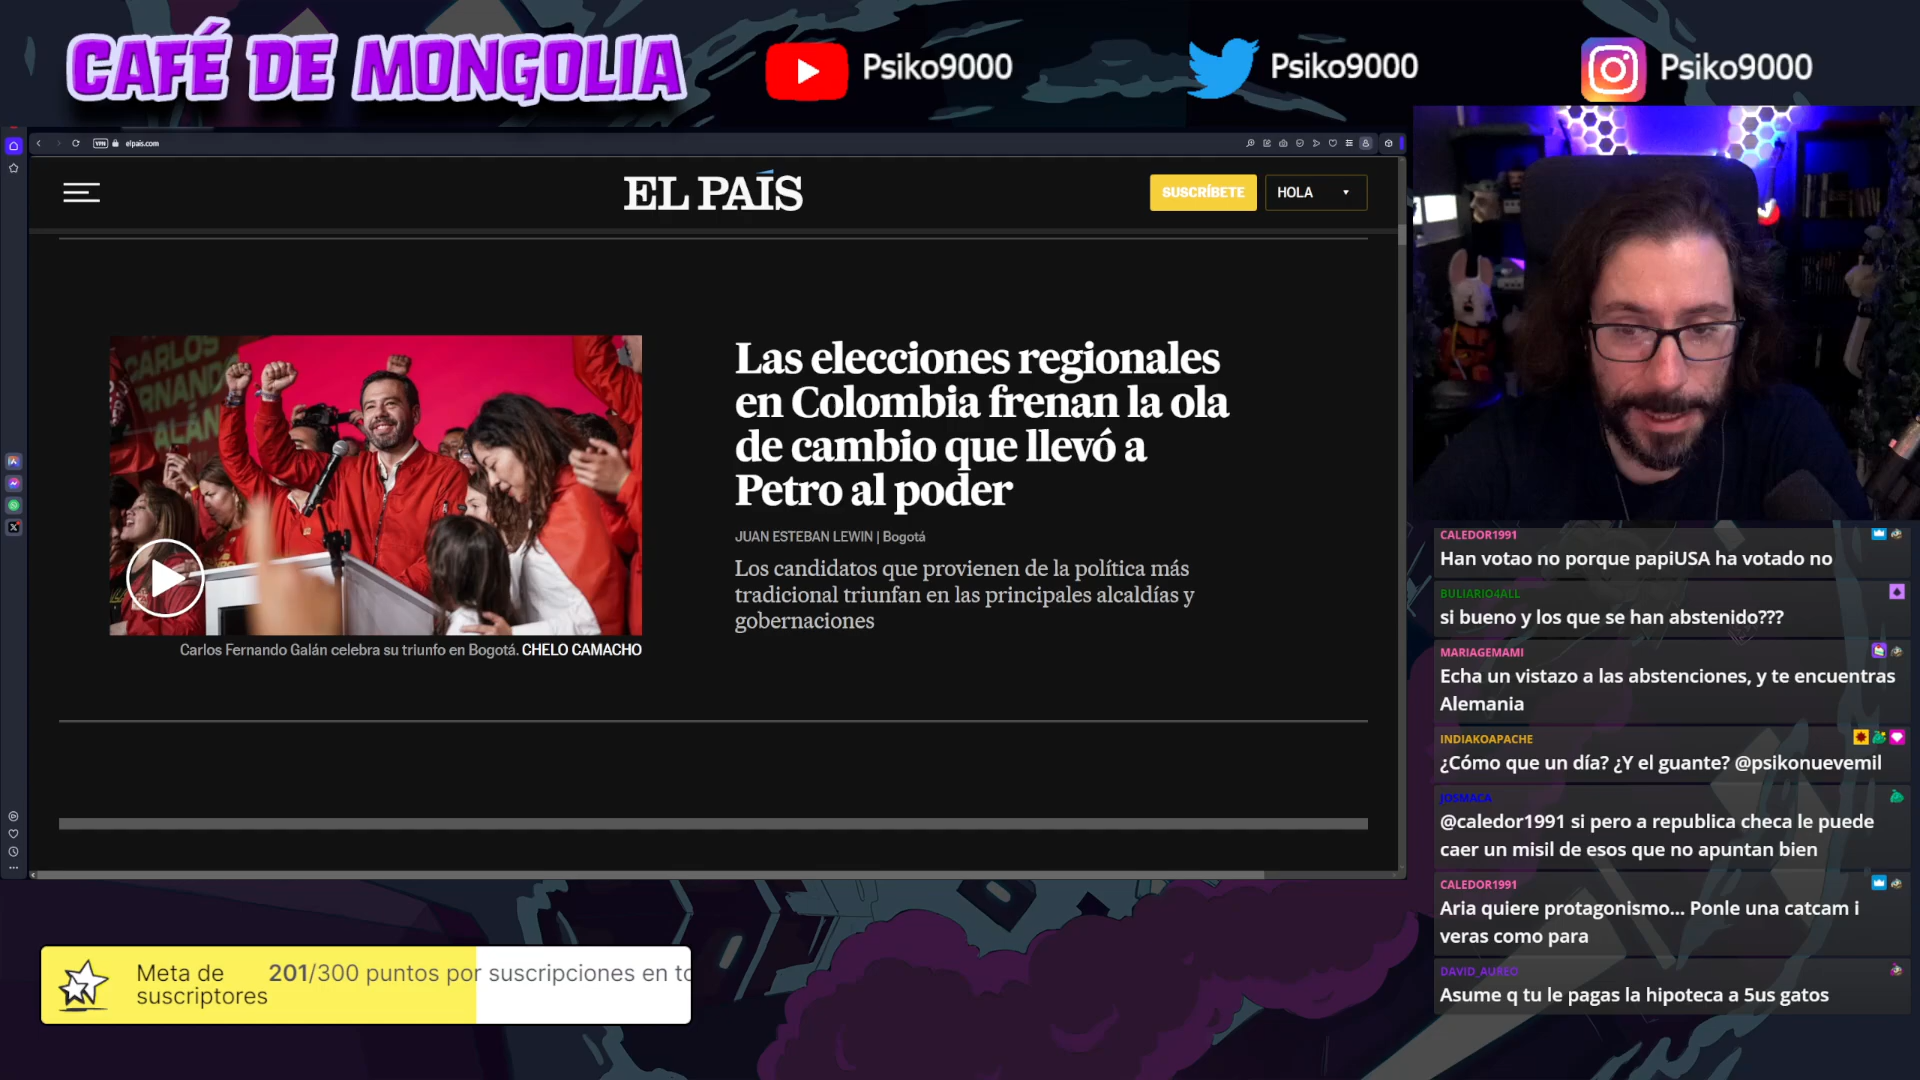 CAFÉ DE MONGOLIA
Psiko9000
Psiko9000
Psiko9000
VPN
elpais.com
EL PAÍS
SUSCRÍBETE
HOLA
CARLOS
FERNANDO
GALÁN
Las elecciones regionales
en Colombia frenan la ola
de cambio que llevó a
Petro al poder
JUAN ESTEBAN LEWIN | Bogotá
Los candidatos que provienen de la política más
tradicional triunfan en las principales alcaldías y
gobernaciones
Carlos Fernando Galán celebra su triunfo en Bogotá. CHELO CAMACHO
CALEDOR1991
Han votao no porque papiUSA ha votado no
BULIARIO4ALL
si bueno y los que se han abstenido???
MARIAGEMAMI
Echa un vistazo a las abstenciones, y te encuentras
Alemania
INDIAKOAPACHE
¿Cómo que un día? ¿Y el guante? @psikonuevemil
JOSMACA
@caledor1991 si pero a republica checa le puede
caer un misil de esos que no apuntan bien
CALEDOR1991
Aria quiere protagonismo... Ponle una catcam i
veras como para
DAVID_AUREO
Asume q tu le pagas la hipoteca a 5us gatos
Meta de
suscriptores
201/300 puntos por suscripciones en to